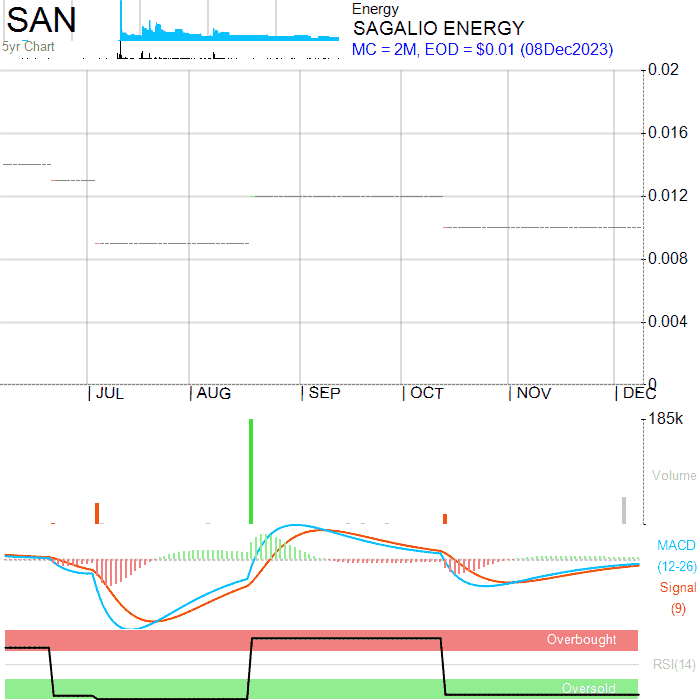 SAN
5yr Chart
Energy
SAGALIO ENERGY
MC = 2M, EOD = $0.01 (08Dec2023)
0.02
0.016
0.012
0.008
0.004
0
JUL
AUG
SEP
OCT
NOV
DEC
185k
Volume
MACD
(12-26)
Signal
(9)
Overbought
RSI(14)
Oversold